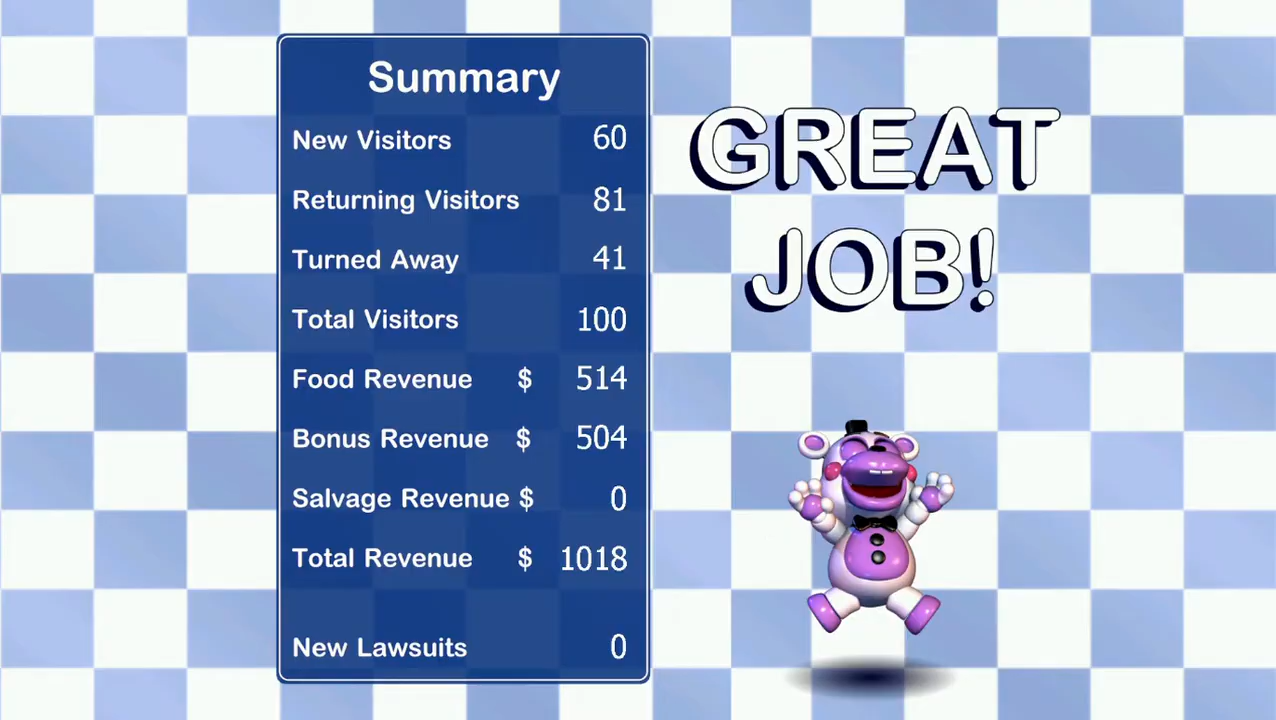 Summary
New Visitors 60
Returning Visitors 81
Turned Away 41
Total Visitors 100
Food Revenue $ 514
Bonus Revenue $ 504
Salvage Revenue $ 0
Total Revenue $ 1018
New Lawsuits 0
GREAT
JOB!